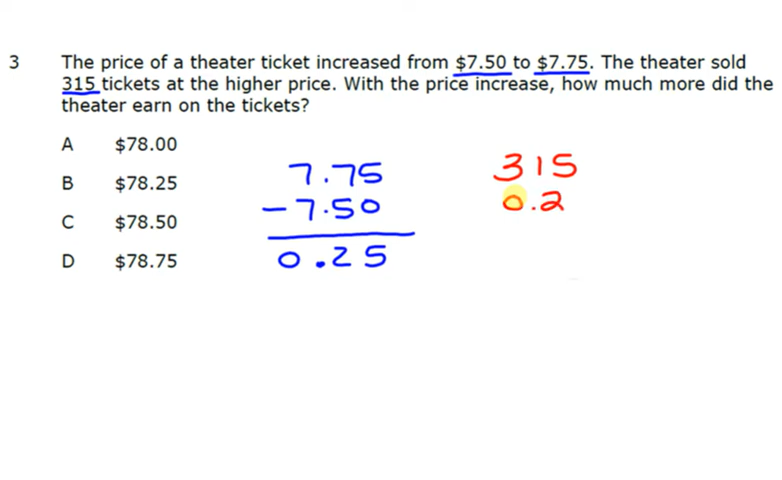 3 The price of a theater ticket increased from $7.50 to $7.75. The theater sold
315 tickets at the higher price. With the price increase, how much more did the
theater earn on the tickets?
A $78.00
B $78.25
C $78.50
D $78.75
7.75
- 7.50
0.25
315
0.2